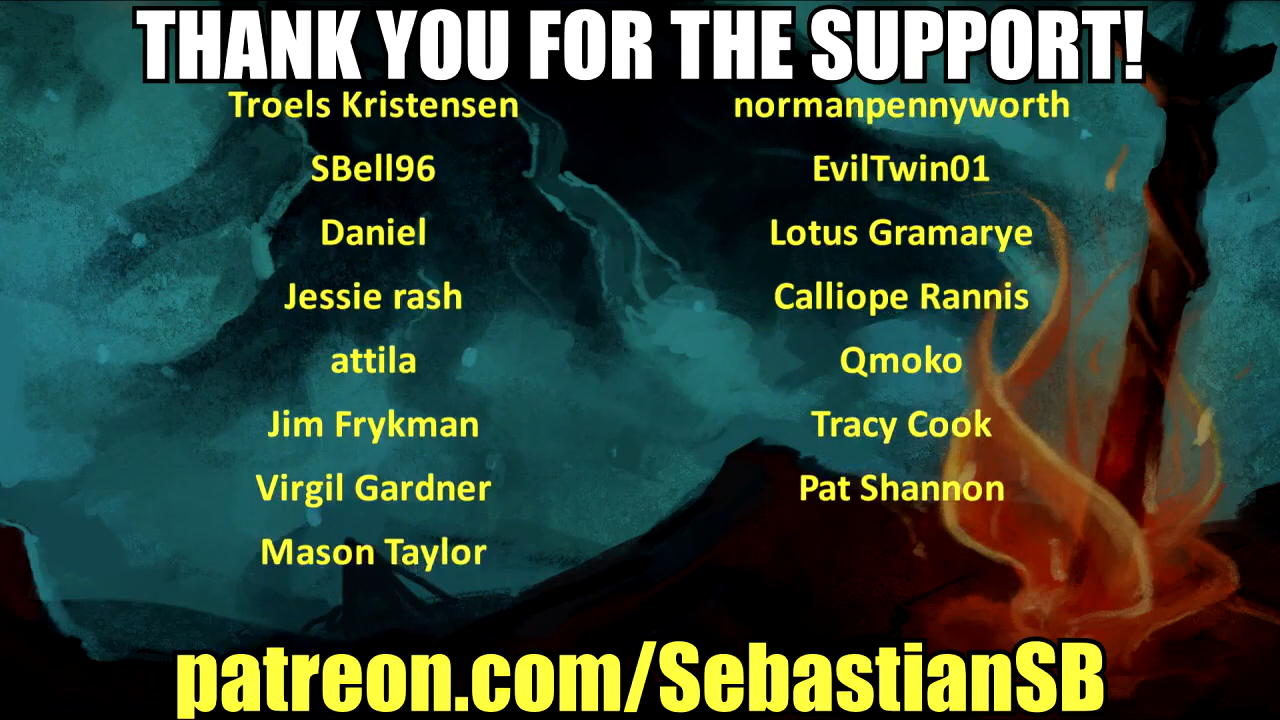 THANK YOU FOR THE SUPPORT!
Troels Kristensen
SBell96
Daniel
Jessie rash
attila
Jim Frykman
Virgil Gardner
Mason Taylor
normanpennyworth
EvilTwin01
Lotus Gramarye
Calliope Rannis
Qmoko
Tracy Cook
Pat Shannon
patreon.com/SebastianSB